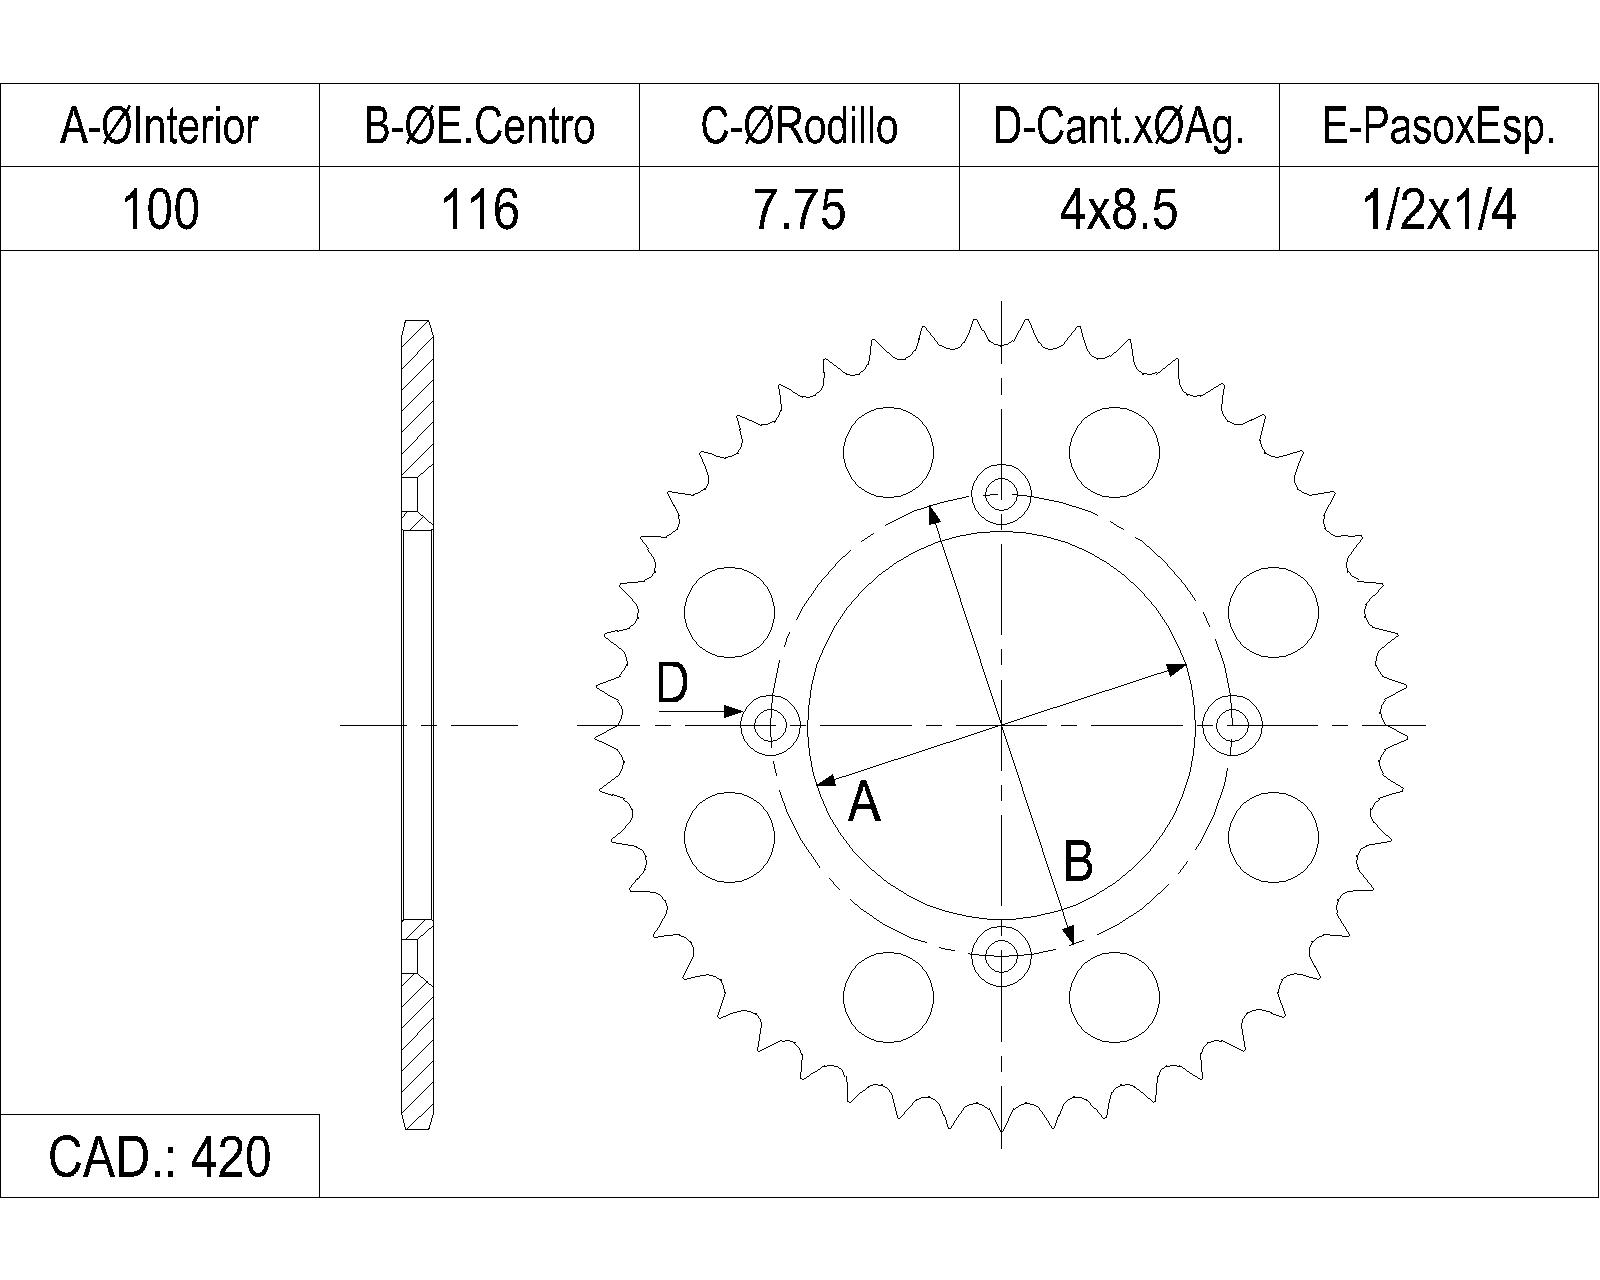 A-ØInterior B-ØE.Centro C-ØRodillo D-Cant.xØAg. E-PasoxEsp.
100 116 7.75 4x8.5 1/2x1/4
D
A
B
CAD.: 420